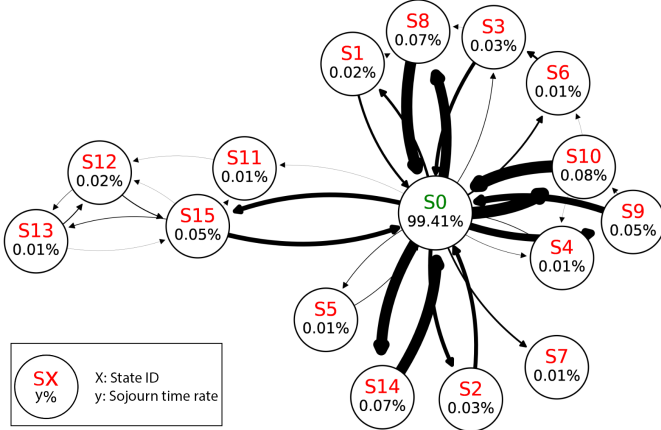 S8
0.07%
S3
0.03%
S1
0.02%
S6
0.01%
S12
0.02%
S11
0.01%
S10
0.08%
S0
99.41%
S13
0.01%
S15
0.05%
S9
0.05%
S4
0.01%
S5
0.01%
S7
0.01%
S14
0.07%
S2
0.03%
SX
y%
X: State ID
y: Sojourn time rate